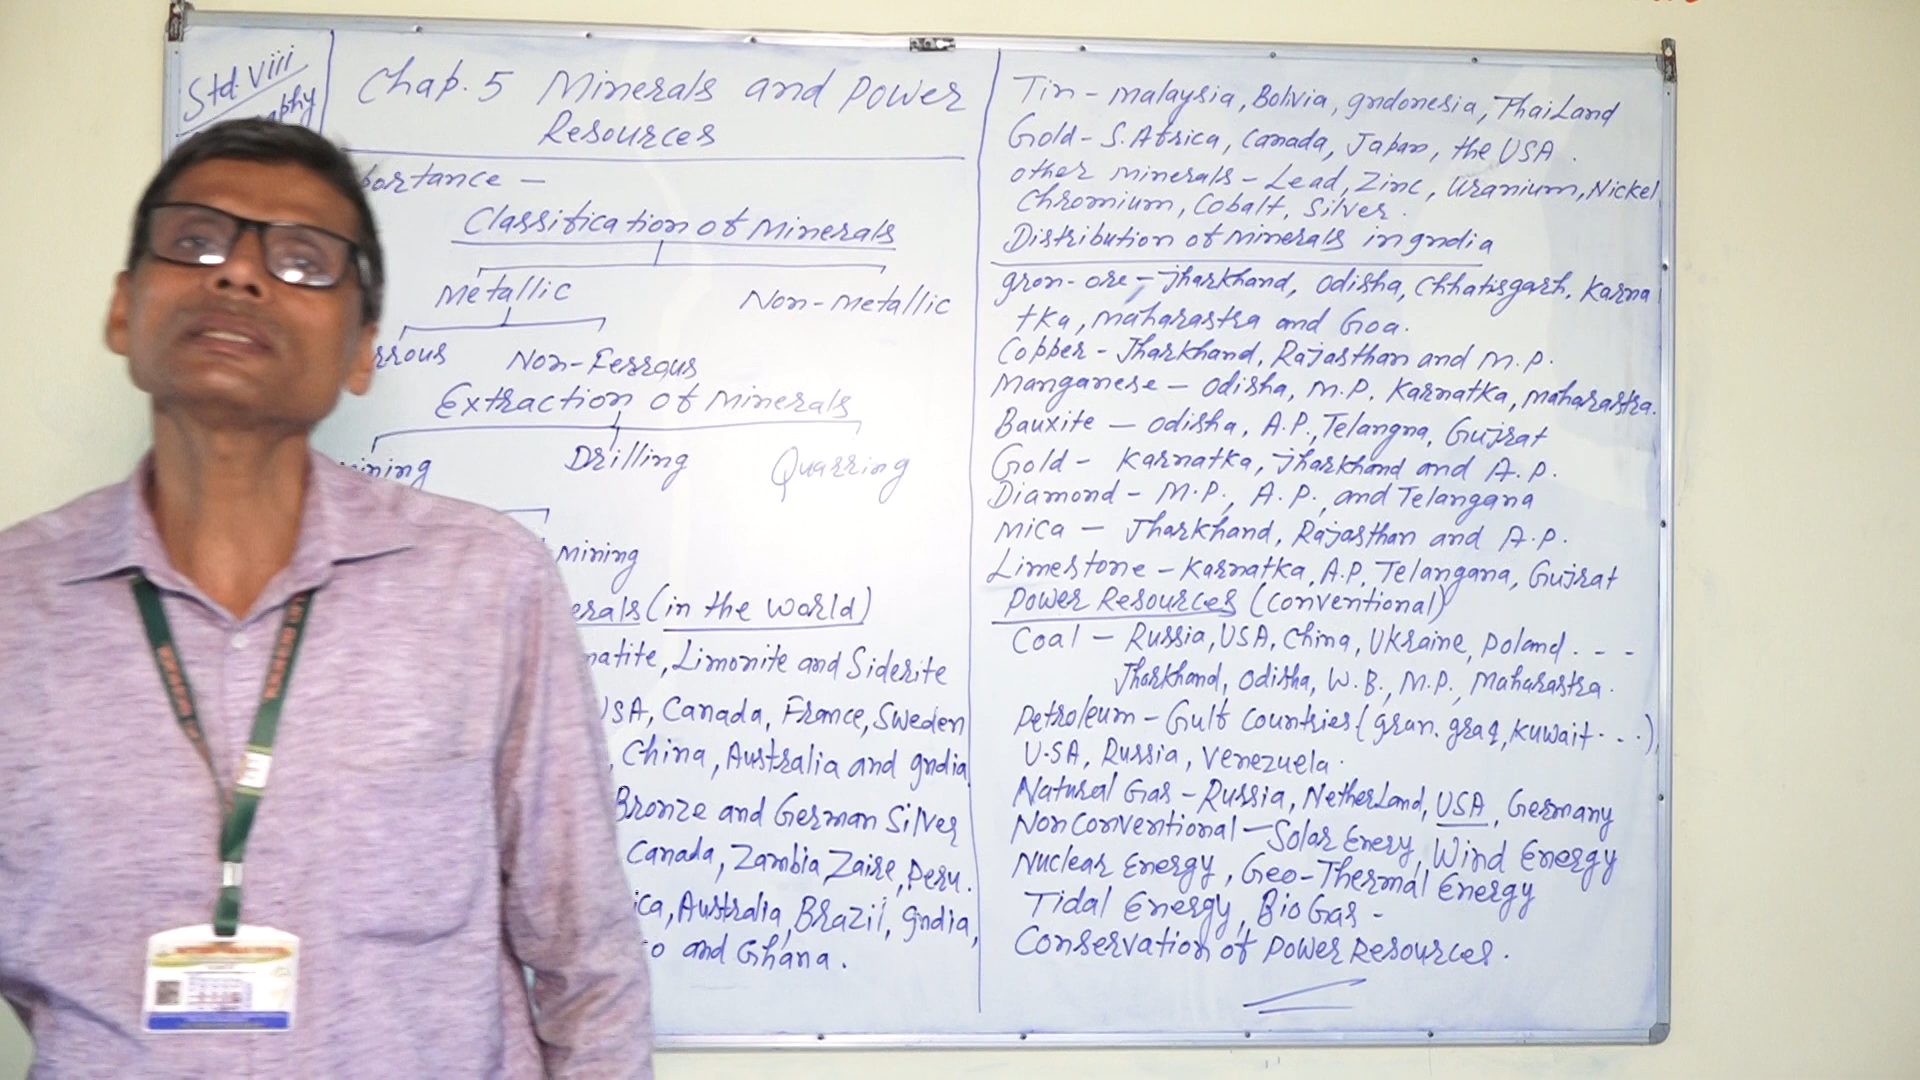 Std. Viii
Chap. 5 Minerals and Power
Resources
Classification of Minerals
Metallic
Non-metallic
Non-Ferrous
Extraction of Minerals
Drilling
Quarring
Mining
(in the world)
Limonite and Siderite
Canada, France, Sweden
China, Australia and India
Bronze and German Silver
Canada, Zambia Zaire, Peru.
Australia, Brazil, India,
and Ghana.
Tin - Malaysia, Bolivia, Indonesia, Thailand
Gold - S. Africa, Canada, Japan, the USA.
other minerals - Lead, Zinc, Uranium, Nickel
Chromium, Cobalt, Silver.
Distribution of Minerals in India
Iron-ore - Jharkhand, Odisha, Chhatisgarh, Karna
tka, Maharastra and Goa.
Copper - Jharkhand, Rajasthan and M.P.
Manganese - Odisha, M.P. Karnatka, Maharastra.
Bauxite - Odisha, A.P., Telangna, Gujrat
Gold - Karnatka, Jharkhand and A.P.
Diamond - M.P., A.P., and Telangana
Mica - Jharkhand, Rajasthan and A.P.
Limestone - Karnatka, A.P, Telangana, Gujrat
Power Resources (conventional)
Coal - Russia, USA, China, Ukraine, Poland . - -
Jharkhand, Odisha, W.B., M.P., Maharastra.
Petroleum - Gulf Countries (Iran. Iraq, Kuwait . . .)
U.SA, Russia, Venezuela.
Natural Gas - Russia, Netherland, USA, Germany
Non Conventional - Solar Enery, Wind Energy
Nuclear Energy, Geo-Thermal Energy
Tidal Energy, Bio Gas -
Conservation of Power Resources.